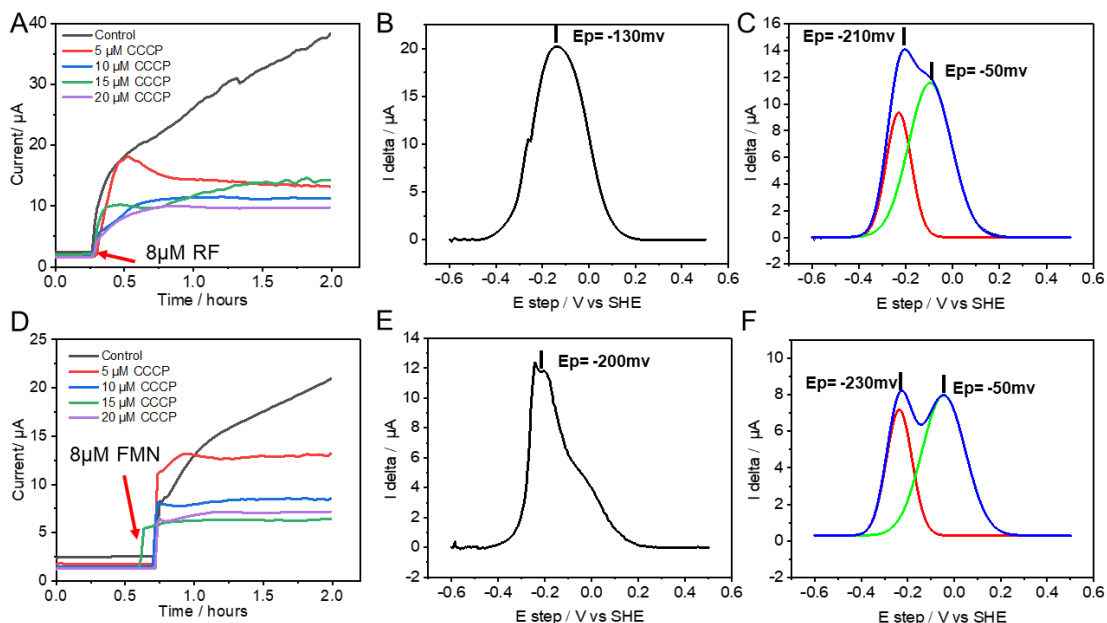 A
40
35
30
25
20
15
10
5
0
Current/ µA
Control
5 µM CCCP
10 µM CCCP
15 µM CCCP
20 µM CCCP
8µM RF
0.0 0.5 1.0 1.5 2.0
Time / hours
B
20
15
10
5
0
I delta / µA
Ep= -130mv
-0.6 -0.4 -0.2 0.0 0.2 0.4 0.6
E step / V vs SHE
C
16
14
12
10
8
6
4
2
0
-2
I delta / µA
Ep= -210mv
Ep= -50mv
-0.6 -0.4 -0.2 0.0 0.2 0.4 0.6
E step / V vs SHE
D
25
20
15
10
5
0
Current/ µA
Control
5 µM CCCP
10 µM CCCP
15 µM CCCP
20 µM CCCP
8µM FMN
0.0 0.5 1.0 1.5 2.0
Time / hours
E
14
12
10
8
6
4
2
0
-2
I delta / µA
Ep= -200mv
-0.6 -0.4 -0.2 0.0 0.2 0.4 0.6
E step / V vs SHE
F
10
8
6
4
2
0
-2
I delta / µA
Ep= -230mv
Ep= -50mv
-0.6 -0.4 -0.2 0.0 0.2 0.4 0.6
E step / V vs SHE